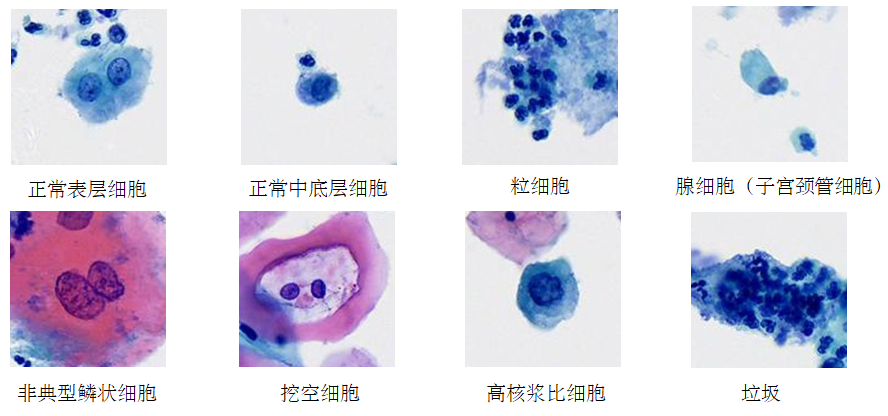 正常表层细胞
正常中底层细胞
粒细胞
腺细胞（子宫颈管细胞）
非典型鳞状细胞
挖空细胞
高核浆比细胞
垃圾